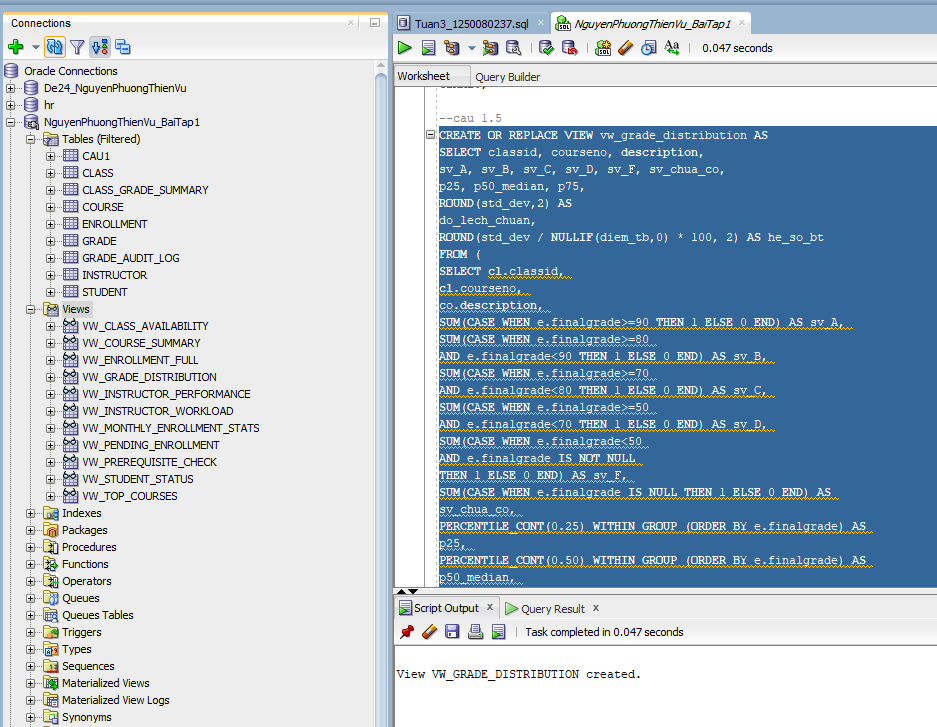 Connections
Oracle Connections
De24_NguyenPhuongThienVu
hr
NguyenPhuongThienVu_BaiTap1
Tables (Filtered)
CAU1
CLASS
CLASS_GRADE_SUMMARY
COURSE
ENROLLMENT
GRADE
GRADE_AUDIT_LOG
INSTRUCTOR
STUDENT
Views
VW_CLASS_AVAILABILITY
VW_COURSE_SUMMARY
VW_ENROLLMENT_FULL
VW_GRADE_DISTRIBUTION
VW_INSTRUCTOR_PERFORMANCE
VW_INSTRUCTOR_WORKLOAD
VW_MONTHLY_ENROLLMENT_STATS
VW_PENDING_ENROLLMENT
VW_PREREQUISITE_CHECK
VW_STUDENT_STATUS
VW_TOP_COURSES
Indexes
Packages
Procedures
Functions
Operators
Queues
Queues Tables
Triggers
Types
Sequences
Materialized Views
Materialized View Logs
Synonyms
Tuan3_1250080237.sql
NguyenPhuongThienVu_BaiTap1
0.047 seconds
Worksheet
Query Builder
--cau 1.5
CREATE OR REPLACE VIEW vw_grade_distribution AS
SELECT classid, courseno, description,
sv_A, sv_B, sv_C, sv_D, sv_F, sv_chua_co,
p25, p50_median, p75,
ROUND(std_dev,2) AS
do_lech_chuan,
ROUND(std_dev / NULLIF(diem_tb,0) * 100, 2) AS he_so_bt
FROM (
SELECT cl.classid,
cl.courseno,
co.description,
SUM(CASE WHEN e.finalgrade>=90 THEN 1 ELSE 0 END) AS sv_A,
SUM(CASE WHEN e.finalgrade>=80
AND e.finalgrade<90 THEN 1 ELSE 0 END) AS sv_B,
SUM(CASE WHEN e.finalgrade>=70
AND e.finalgrade<80 THEN 1 ELSE 0 END) AS sv_C,
SUM(CASE WHEN e.finalgrade>=50
AND e.finalgrade<70 THEN 1 ELSE 0 END) AS sv_D,
SUM(CASE WHEN e.finalgrade<50
AND e.finalgrade IS NOT NULL
THEN 1 ELSE 0 END) AS sv_F,
SUM(CASE WHEN e.finalgrade IS NULL THEN 1 ELSE 0 END) AS
sv_chua_co,
PERCENTILE_CONT(0.25) WITHIN GROUP (ORDER BY e.finalgrade) AS
p25,
PERCENTILE_CONT(0.50) WITHIN GROUP (ORDER BY e.finalgrade) AS
p50_median,
Script Output
Query Result
Task completed in 0.047 seconds
View VW_GRADE_DISTRIBUTION created.